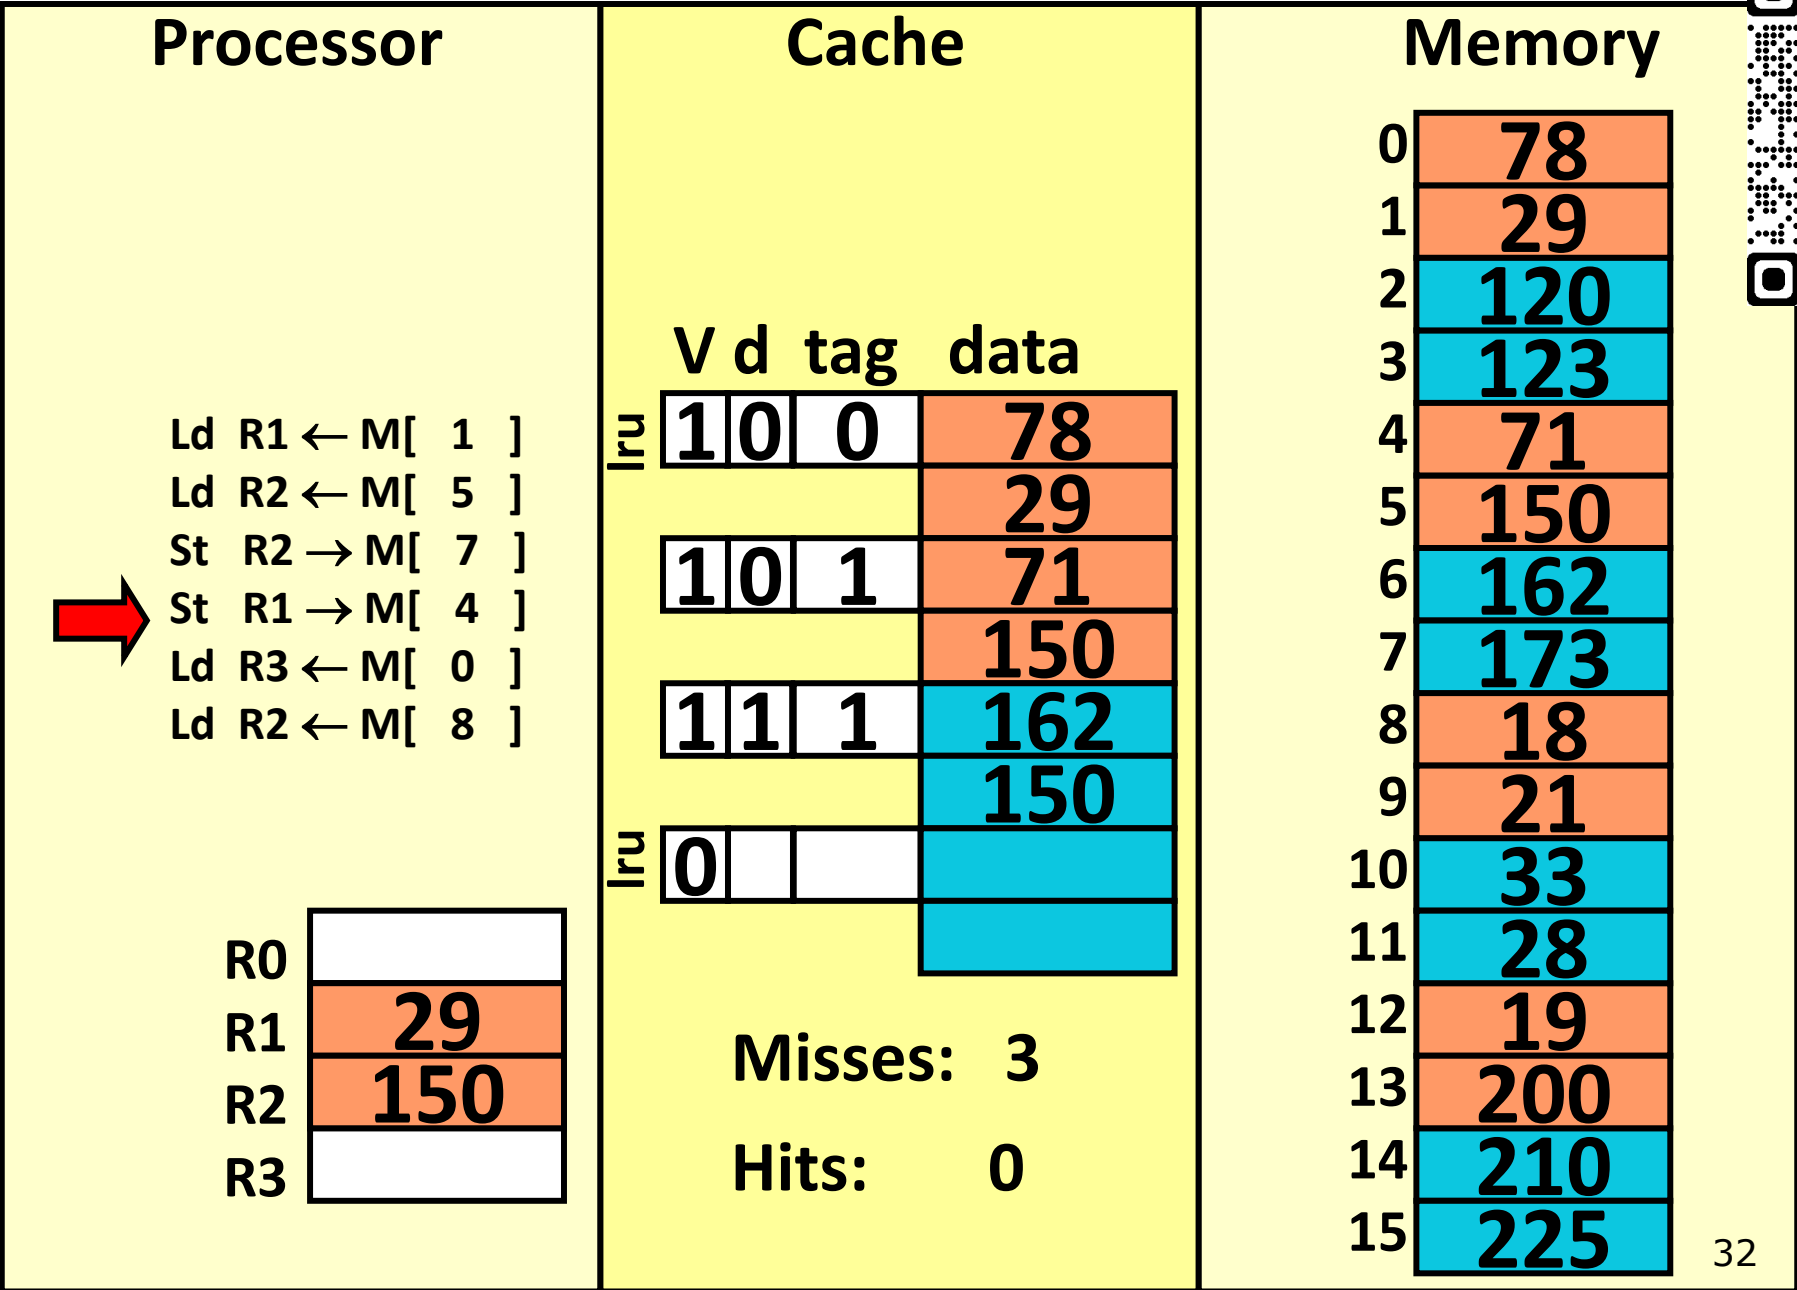 Processor
Ld R1 ← M[ 1 ]
Ld R2 ← M[ 5 ]
St R2 → M[ 7 ]
St R1 → M[ 4 ]
Ld R3 ← M[ 0 ]
Ld R2 ← M[ 8 ]
R0
R1 29
R2 150
R3
Cache
V d tag data
lru 1 0 0 78
29
1 0 1 71
150
1 1 1 162
150
lru 0
Misses: 3
Hits: 0
Memory
0 78
1 29
2 120
3 123
4 71
5 150
6 162
7 173
8 18
9 21
10 33
11 28
12 19
13 200
14 210
15 225
32